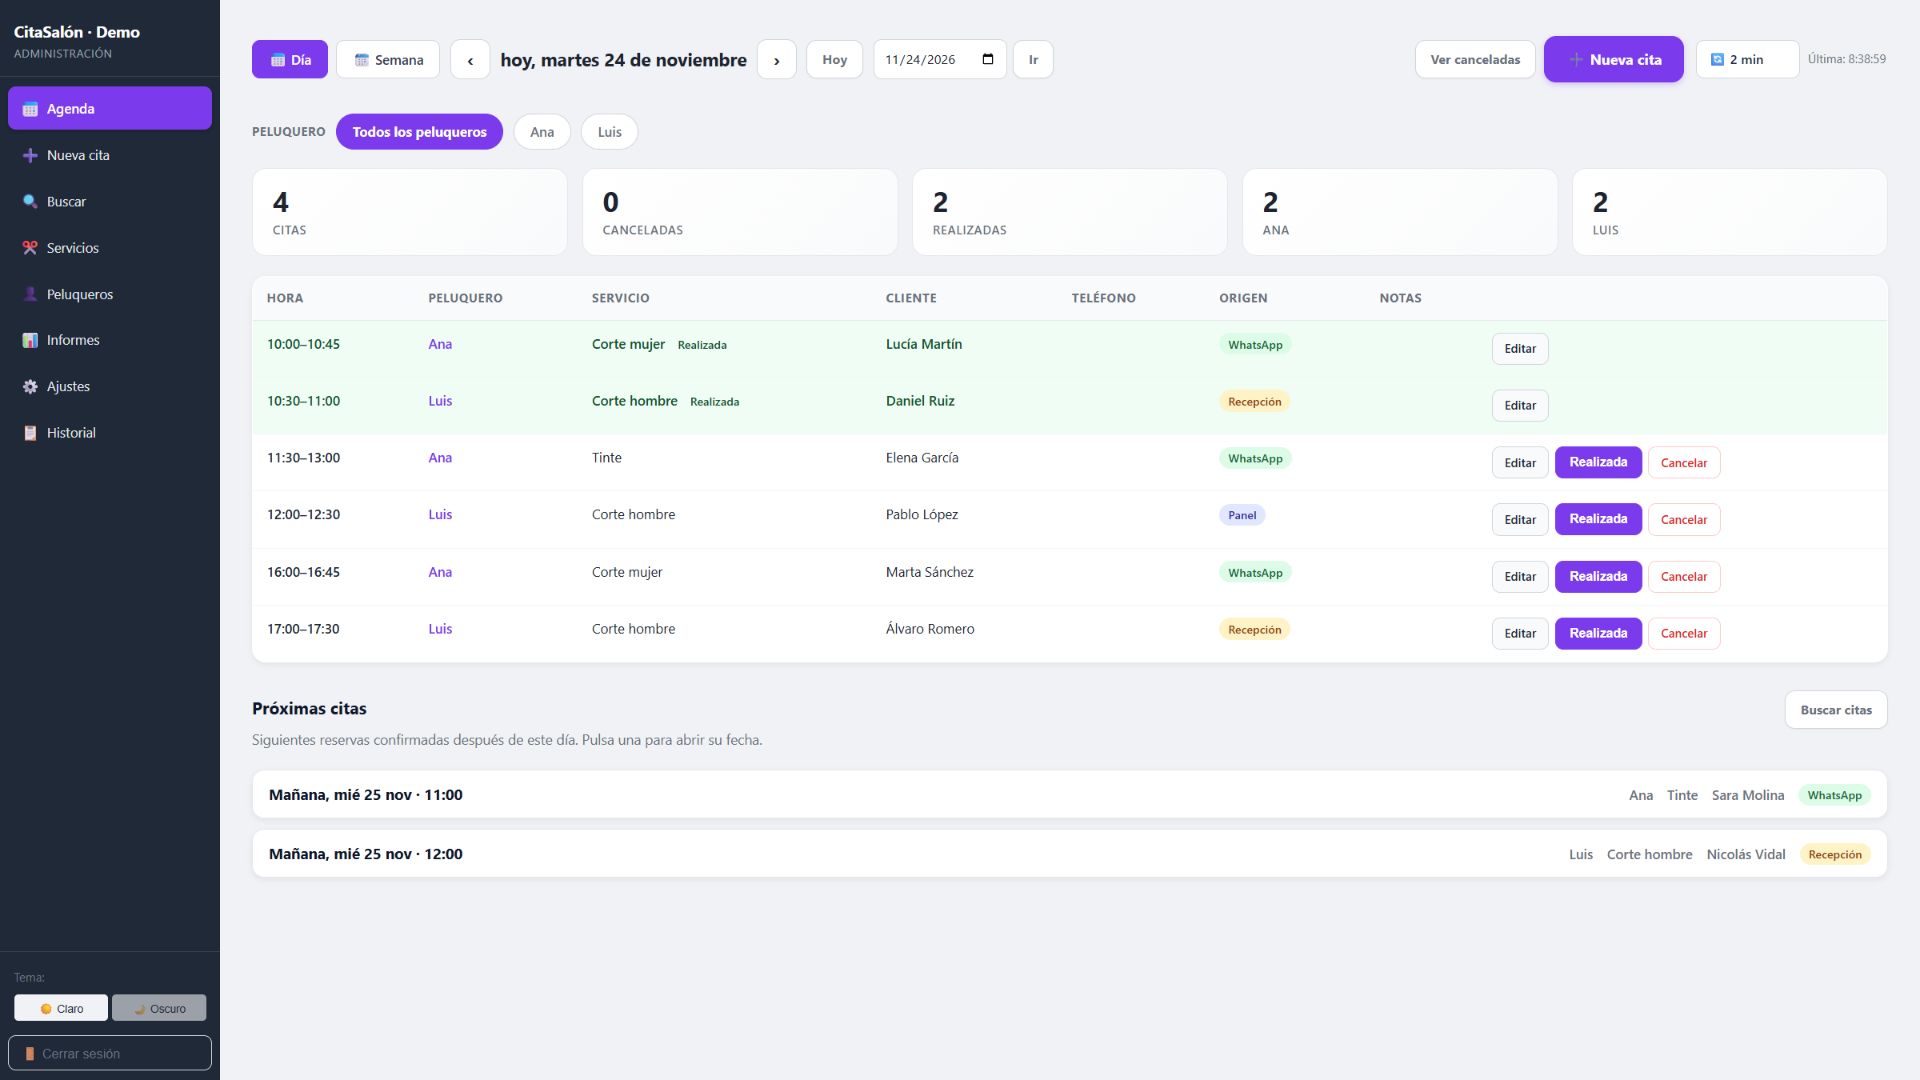 CitaSalón · Demo
ADMINISTRACIÓN
Agenda
Nueva cita
Buscar
Servicios
Peluqueros
Informes
Ajustes
Historial
Tema:
Claro Oscuro
Cerrar sesión
Día Semana ‹ hoy, martes 24 de noviembre › Hoy 11/24/2026 Ir Ver canceladas Nueva cita 2 min Última: 8:38:59
PELUQUERO Todos los peluqueros Ana Luis
4 0 2 2 2
CITAS CANCELADAS REALIZADAS ANA LUIS
HORA PELUQUERO SERVICIO CLIENTE TELÉFONO ORIGEN NOTAS
10:00–10:45 Ana Corte mujer Realizada Lucía Martín WhatsApp Editar
10:30–11:00 Luis Corte hombre Realizada Daniel Ruiz Recepción Editar
11:30–13:00 Ana Tinte Elena García WhatsApp Editar Realizada Cancelar
12:00–12:30 Luis Corte hombre Pablo López Panel Editar Realizada Cancelar
16:00–16:45 Ana Corte mujer Marta Sánchez WhatsApp Editar Realizada Cancelar
17:00–17:30 Luis Corte hombre Álvaro Romero Recepción Editar Realizada Cancelar
Próximas citas Buscar citas
Siguientes reservas confirmadas después de este día. Pulsa una para abrir su fecha.
Mañana, mié 25 nov · 11:00 Ana Tinte Sara Molina WhatsApp
Mañana, mié 25 nov · 12:00 Luis Corte hombre Nicolás Vidal Recepción